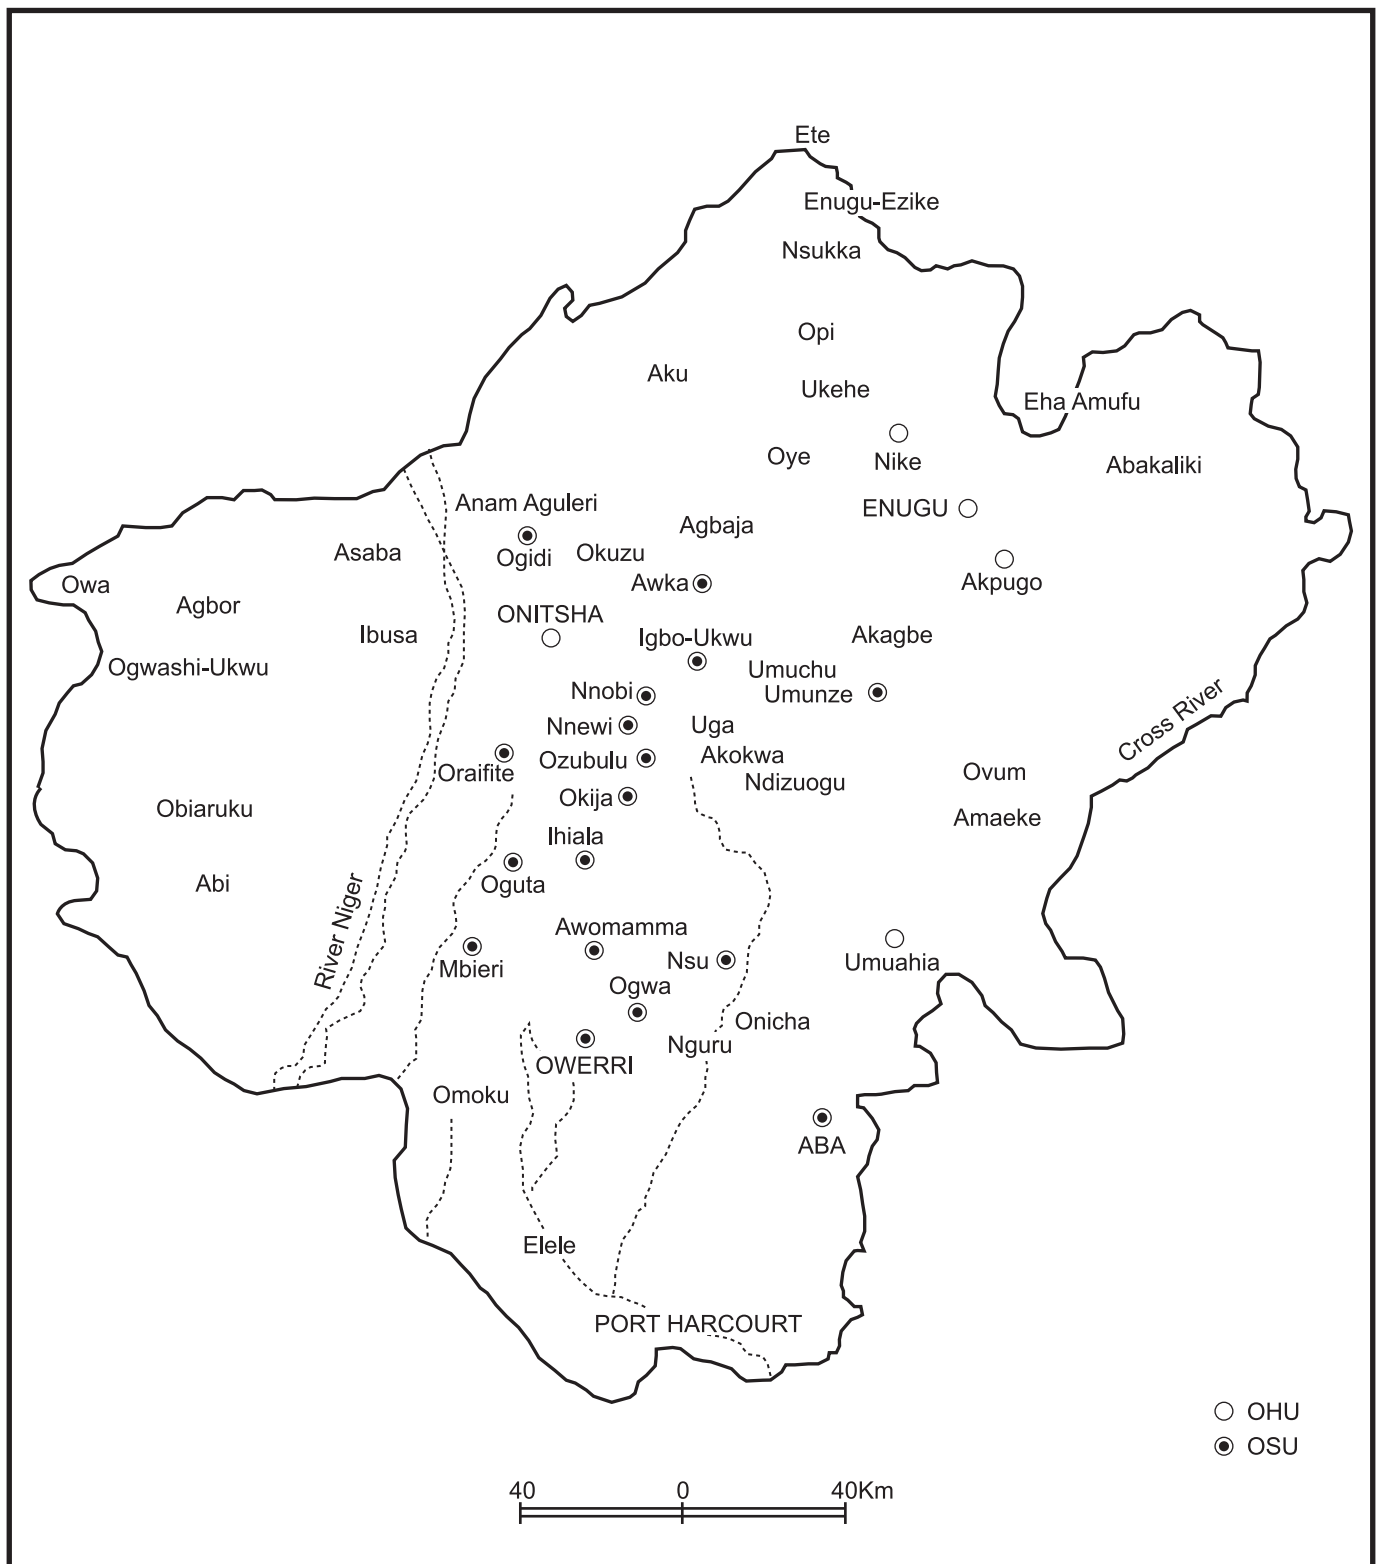 Ete
Enugu-Ezike
Nsukka
Opi
Aku
Ukehe
Eha Amufu
Oye
Nike
Abakaliki
Anam Aguleri
ENUGU
Agbaja
Asaba
Ogidi
Okuzu
Owa
Awka
Akpugo
Agbor
ONITSHA
Ibusa
Igbo-Ukwu
Akagbe
Ogwashi-Ukwu
Umuchu
Nnobi
Umunze
Cross River
Nnewi
Uga
Ozubulu
Akokwa
Oraifite
Ndizuogu
Ovum
Okija
Obiaruku
Amaeke
Ihiala
Abi
Oguta
River Niger
Awomamma
Nsu
Umuahia
Mbieri
Ogwa
Onicha
Nguru
OWERRI
Omoku
ABA
Elele
PORT HARCOURT
OHU
OSU
40 0 40Km